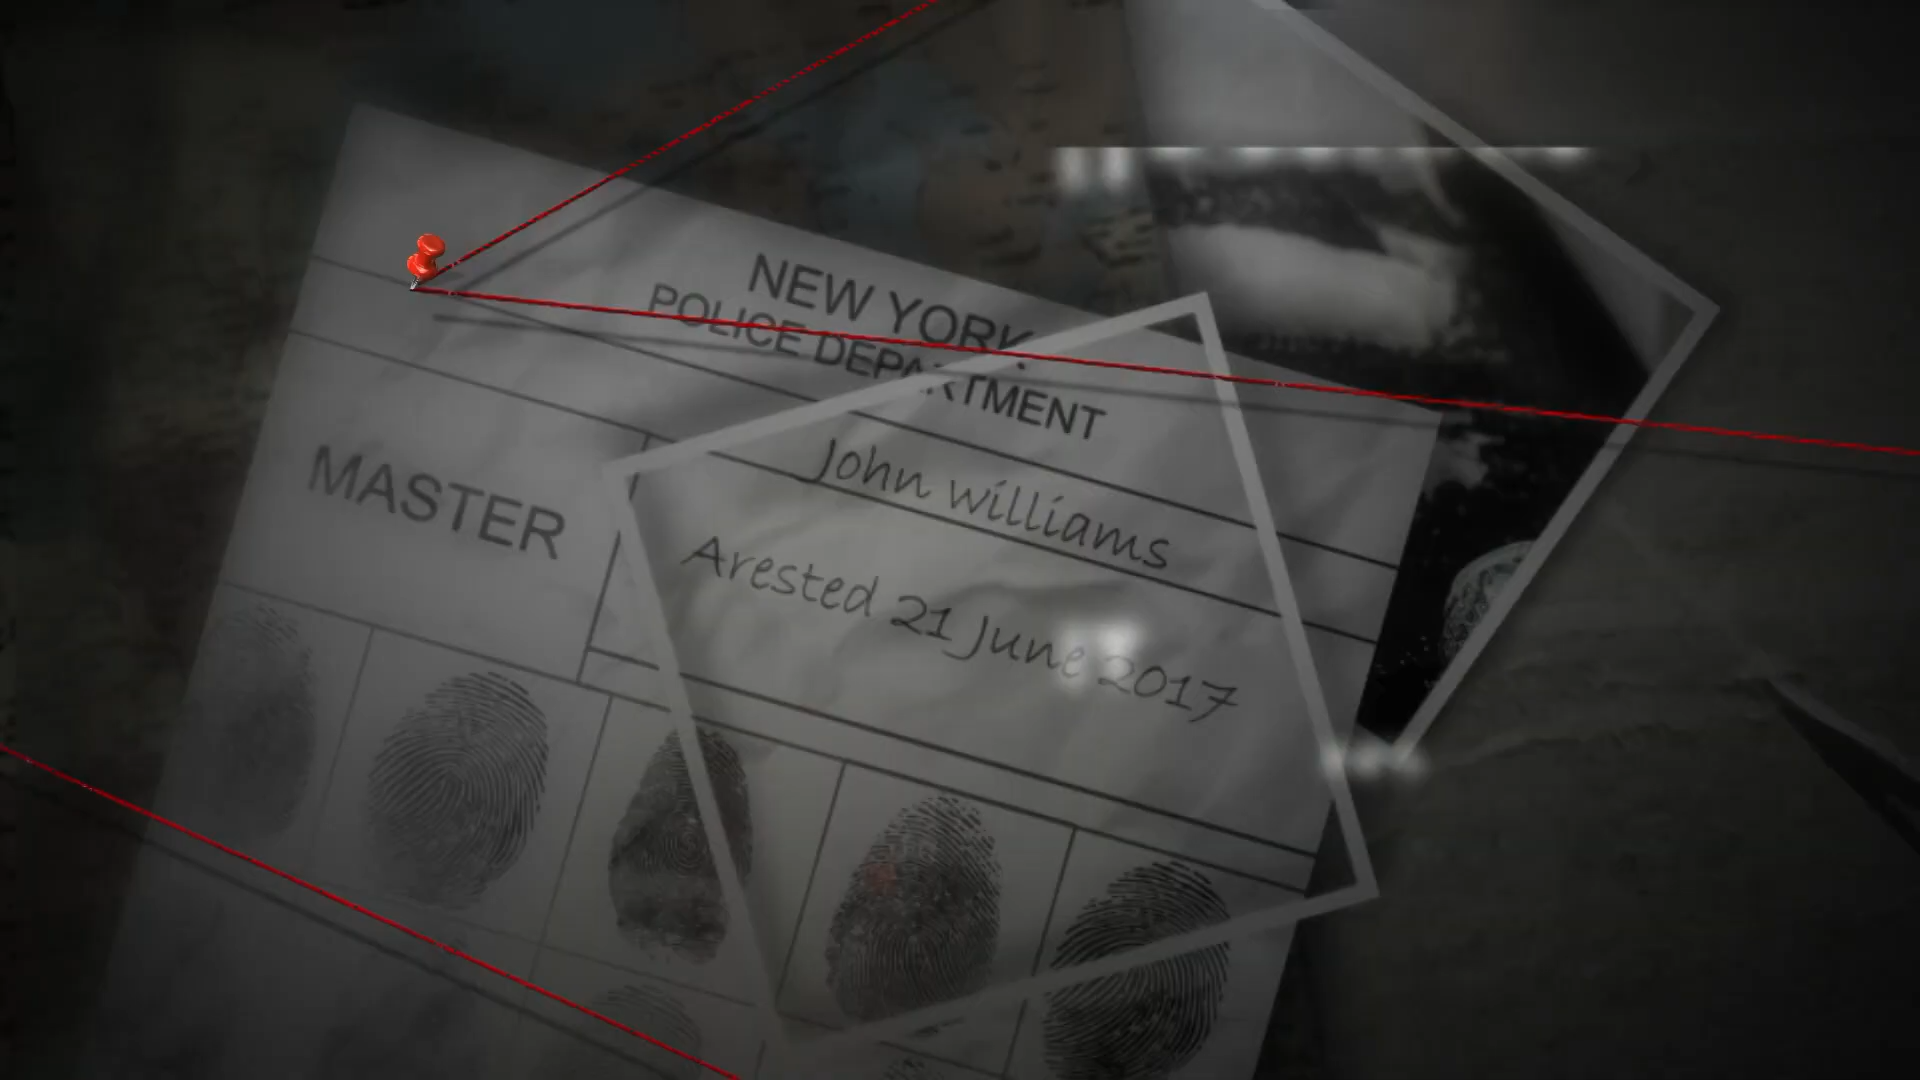 NEW YORK
POLICE DEPARTMENT
John williams
MASTER
Arested 21 June 2017